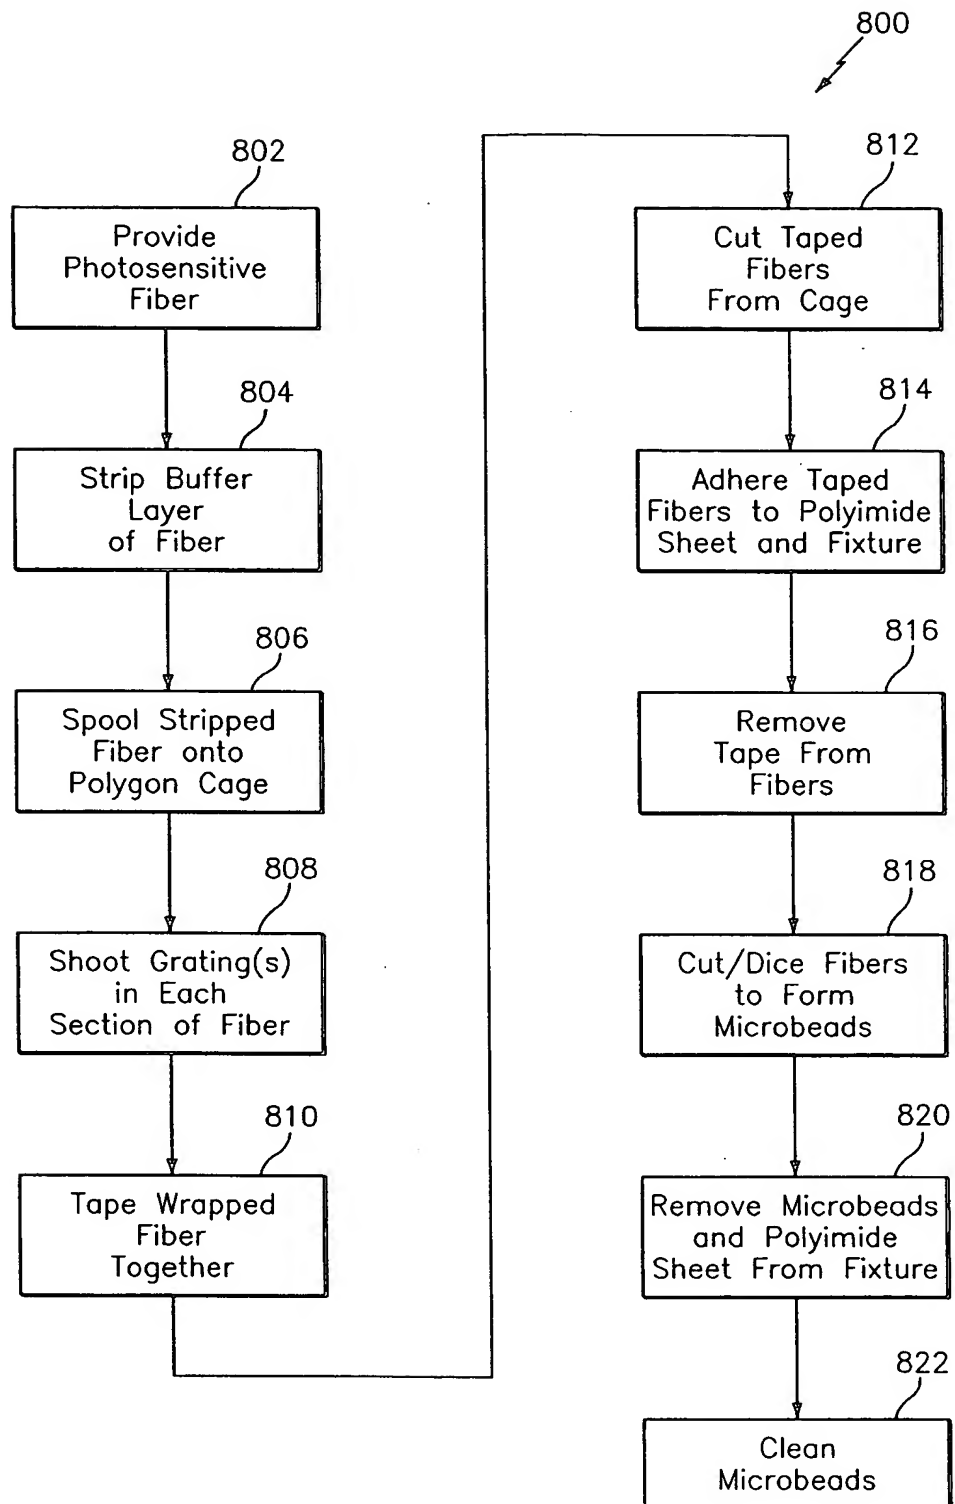 800
802
Provide
Photosensitive
Fiber
804
Strip Buffer
Layer
of Fiber
806
Spool Stripped
Fiber onto
Polygon Cage
808
Shoot Grating(s)
in Each
Section of Fiber
810
Tape Wrapped
Fiber
Together
812
Cut Taped
Fibers
From Cage
814
Adhere Taped
Fibers to Polyimide
Sheet and Fixture
816
Remove
Tape From
Fibers
818
Cut/Dice Fibers
to Form
Microbeads
820
Remove Microbeads
and Polyimide
Sheet From Fixture
822
Clean
Microbeads